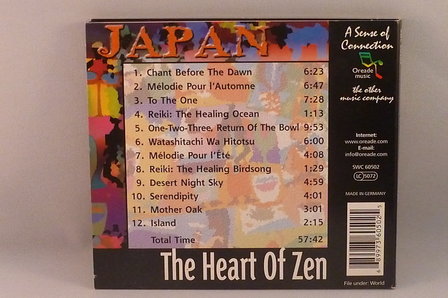 JAPAN
1. Chant Before The Dawn 6:23
2. Mélodie Pour l'Automne 6:47
3. To The One 7:28
4. Reiki: The Healing Ocean 1:13
5. One-Two-Three, Return Of The Bowl 9:53
6. Watashitachi Wa Hitotsu 6:00
7. Mélodie Pour l'Été 4:08
8. Reiki: The Healing Birdsong 1:29
9. Desert Night Sky 4:59
10. Serendipity 4:01
11. Mother Oak 3:01
12. Island 2:15
Total Time 57:42
The Heart Of Zen
A Sense of
Connection
Oreade
music
the other
music company
Internet:
www.oreade.com
E-mail:
info@oreade.com
SWC 60502
LC 5072
MADE IN GERMANY
File under: World